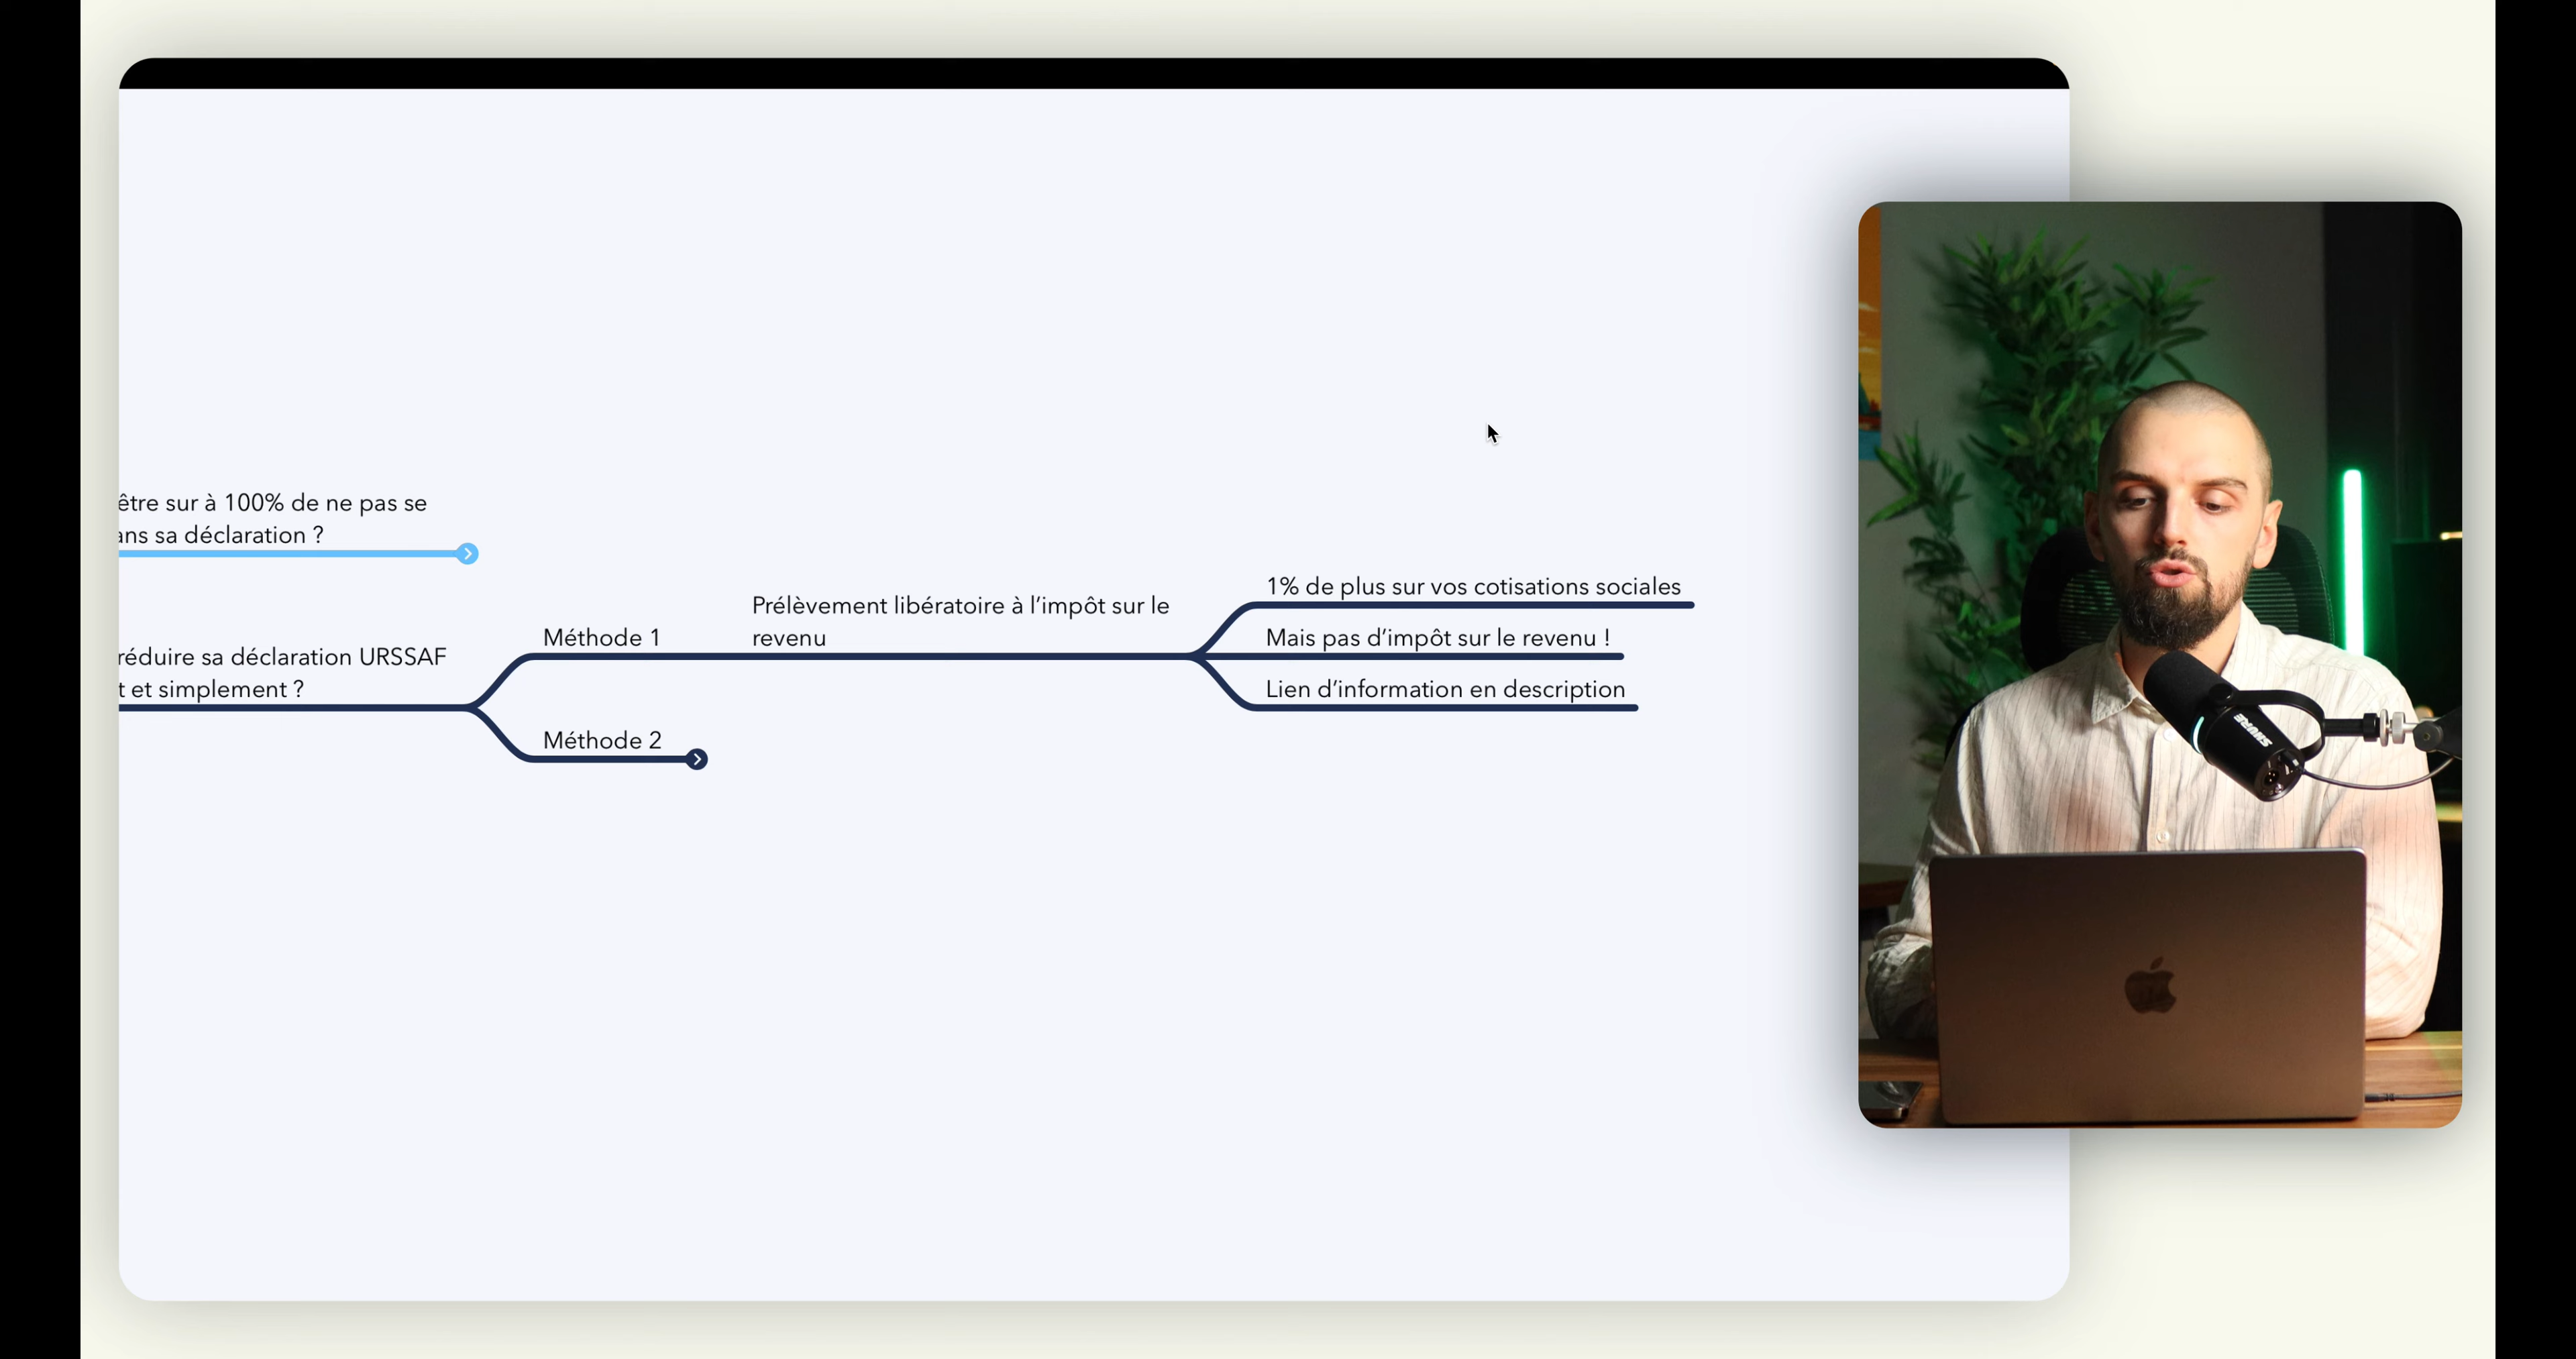 être sur à 100% de ne pas se
ans sa déclaration ?
réduire sa déclaration URSSAF
t et simplement ?
Méthode 1
Prélèvement libératoire à l’impôt sur le
revenu
1% de plus sur vos cotisations sociales
Mais pas d’impôt sur le revenu !
Lien d’information en description
Méthode 2
SHURE